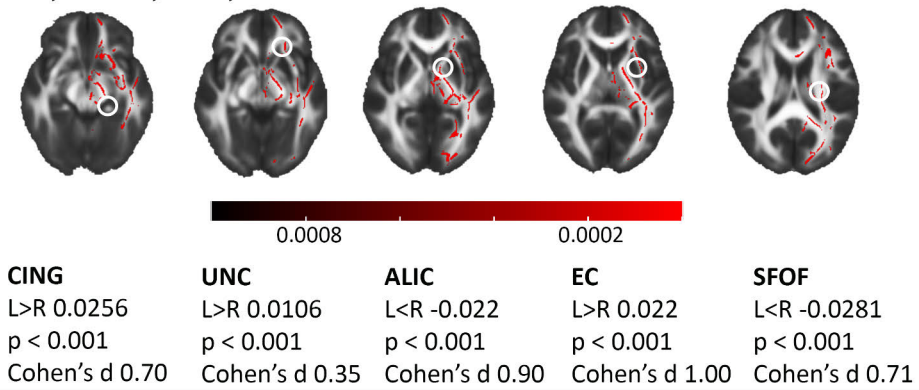 0.0008 0.0002
CING UNC ALIC EC SFOF
L>R 0.0256 L>R 0.0106 L<R -0.022 L>R 0.022 L<R -0.0281
p < 0.001 p < 0.001 p < 0.001 p < 0.001 p < 0.001
Cohen’s d 0.70 Cohen’s d 0.35 Cohen’s d 0.90 Cohen’s d 1.00 Cohen’s d 0.71